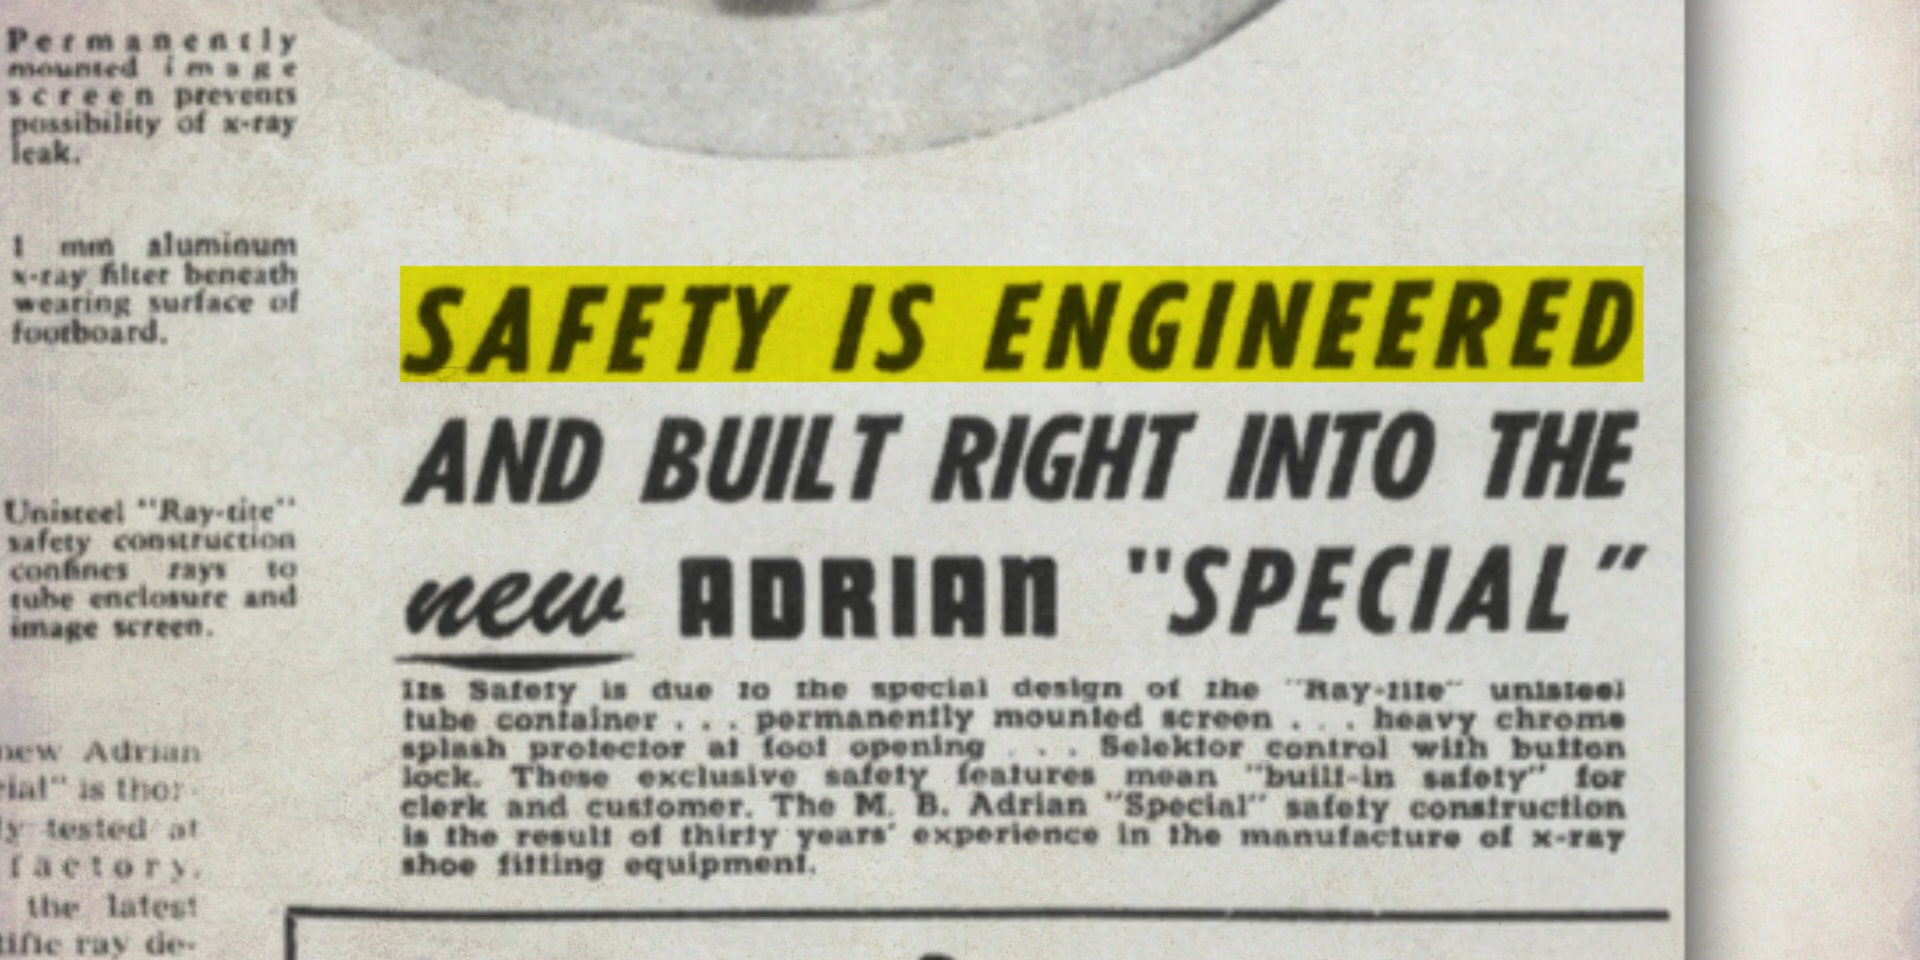 Permanently
mounted image
screen prevents
possibility of x-ray
leak.
1 mm aluminum
x-ray filter beneath
wearing surface of
footboard.
Unisteel "Ray-tite"
safety construction
confines rays to
tube enclosure and
image screen.
new Adrian
cial" is thor-
ly tested at
factory.
the latest
tific ray de-
SAFETY IS ENGINEERED
AND BUILT RIGHT INTO THE
new ADRIAN "SPECIAL"
Its Safety is due to the special design of the "Ray-tite" unisteel
tube container . . . permanently mounted screen . . . heavy chrome
splash protector at foot opening . . . Selektor control with button
lock. These exclusive safety features mean "built-in safety" for
clerk and customer. The M. B. Adrian "Special" safety construction
is the result of thirty years' experience in the manufacture of x-ray
shoe fitting equipment.